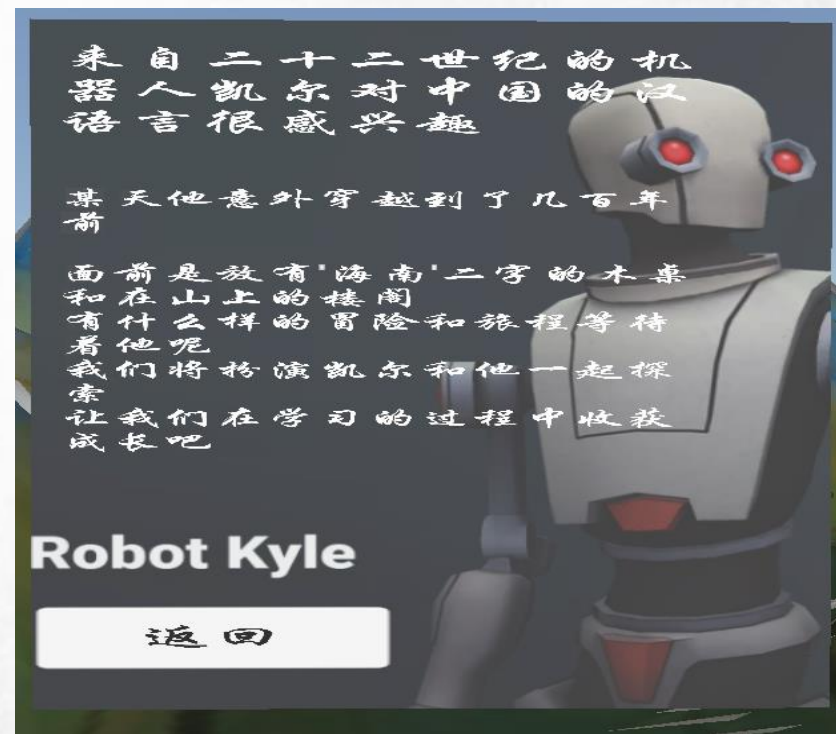 来自二十二世纪的机
器人凯尔对中国的汉
语言很感兴趣
某天他意外穿越到了几百年
前
面前是放有'海南'二字的木桌
和在山上的楼阁
有什么样的冒险和旅程等待
着他呢
我们将扮演凯尔和他一起探
索
让我们在学习的过程中收获
成长吧
Robot Kyle
返回